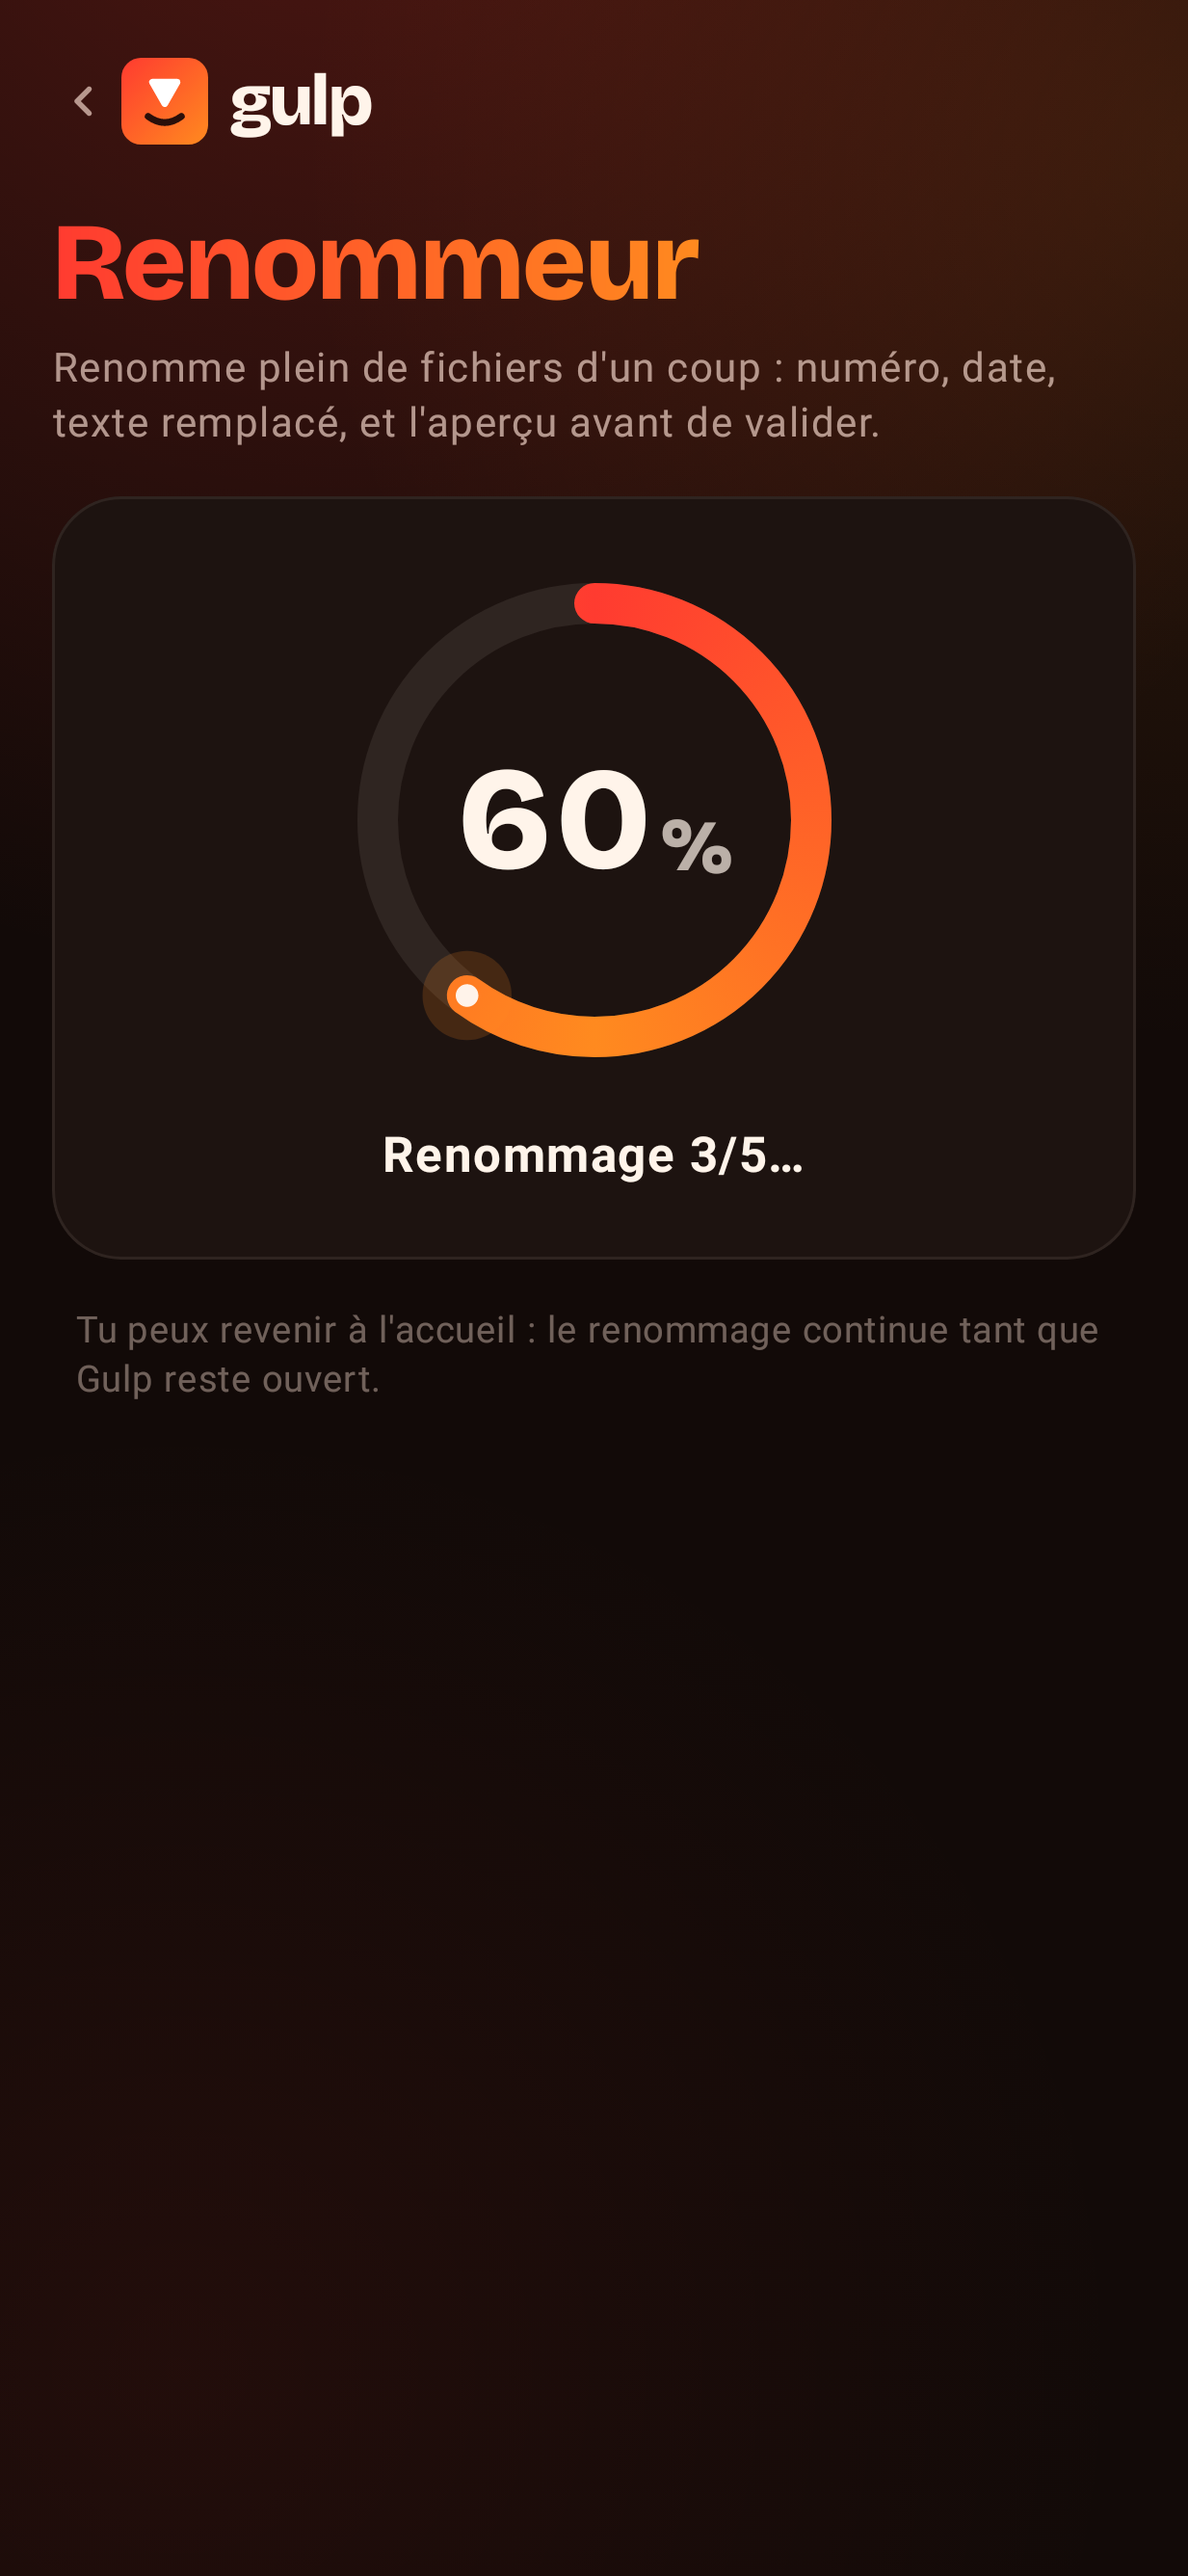 gulp
Renommeur
Renomme plein de fichiers d'un coup : numéro, date,
texte remplacé, et l'aperçu avant de valider.
60%
Renommage 3/5…
Tu peux revenir à l'accueil : le renommage continue tant que
Gulp reste ouvert.